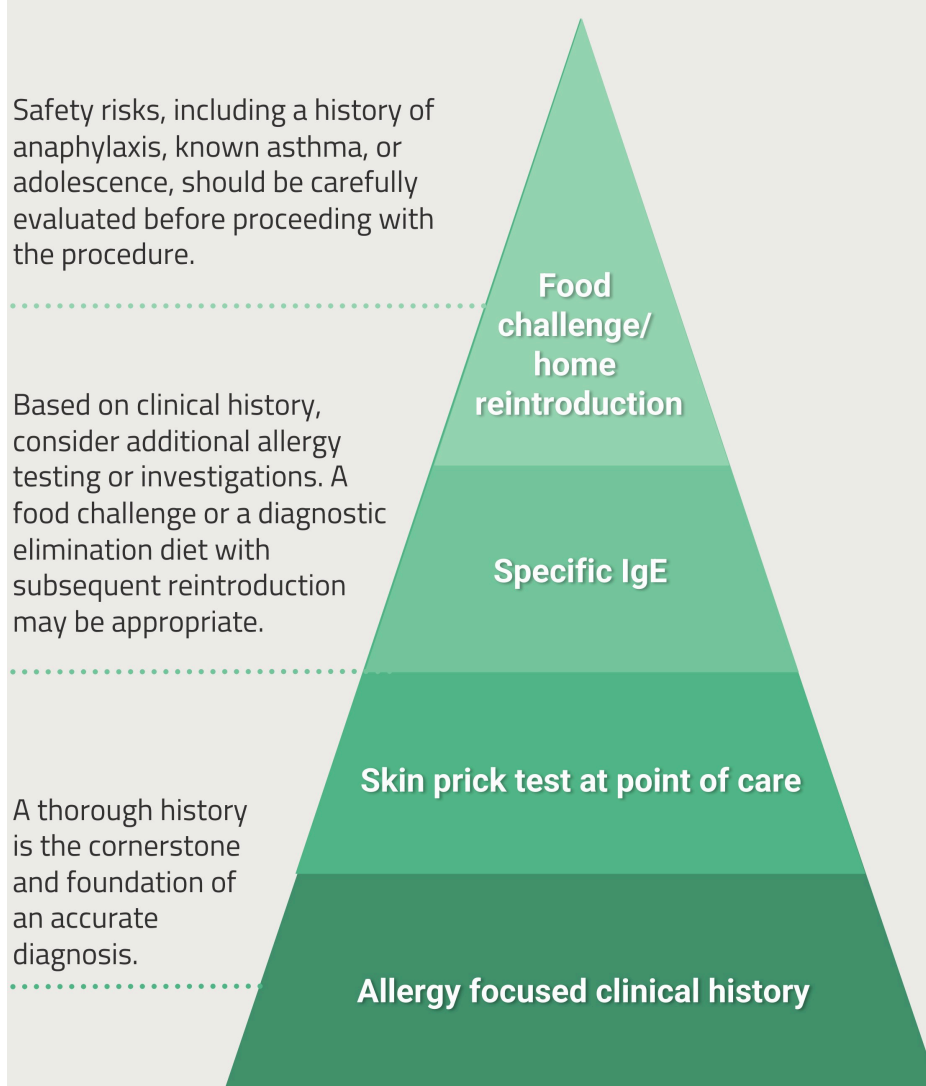 Safety risks, including a history of
anaphylaxis, known asthma, or
adolescence, should be carefully
evaluated before proceeding with
the procedure.
Food
challenge/
home
reintroduction
Based on clinical history,
consider additional allergy
testing or investigations. A
food challenge or a diagnostic
elimination diet with
subsequent reintroduction
may be appropriate.
Specific IgE
Skin prick test at point of care
A thorough history
is the cornerstone
and foundation of
an accurate
diagnosis.
Allergy focused clinical history